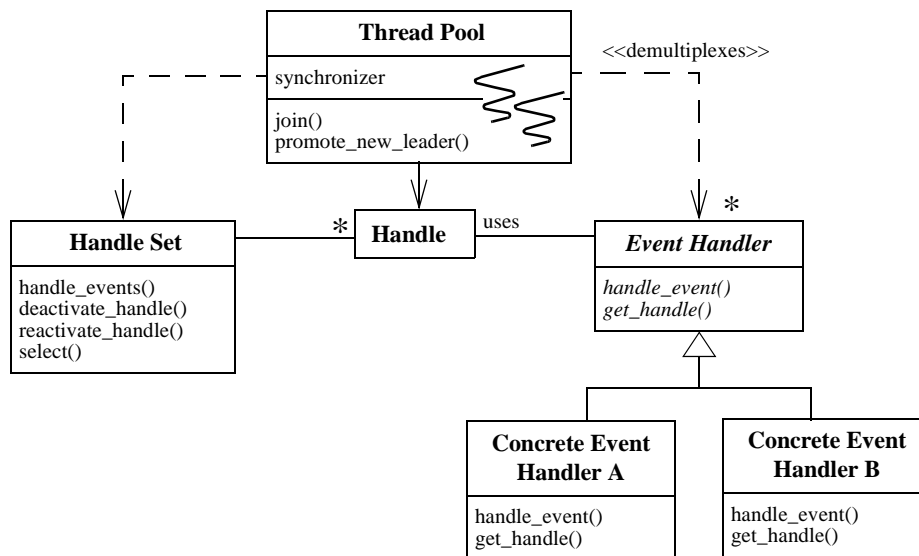 Thread Pool
synchronizer
join()
promote_new_leader()
<<demultiplexes>>
Handle Set
handle_events()
deactivate_handle()
reactivate_handle()
select()
*
Handle
uses
*
Event Handler
handle_event()
get_handle()
Concrete Event
Handler A
handle_event()
get_handle()
Concrete Event
Handler B
handle_event()
get_handle()